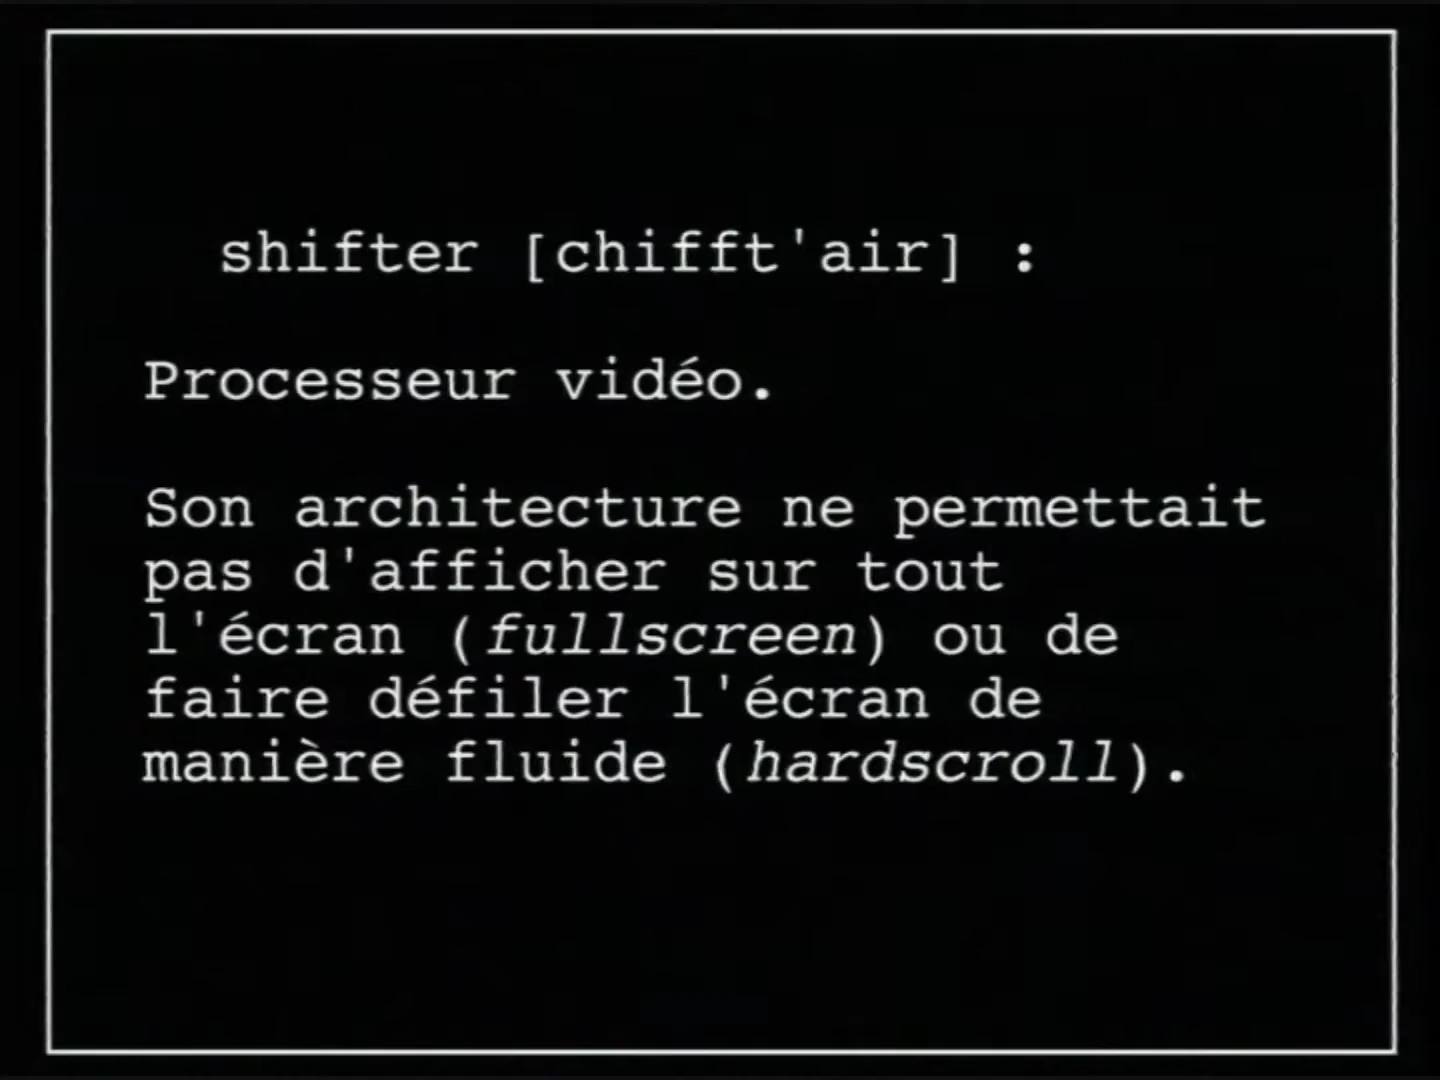 shifter [chifft'air] :
Processeur vidéo.
Son architecture ne permettait
pas d'afficher sur tout
l'écran (fullscreen) ou de
faire défiler l'écran de
manière fluide (hardscroll).